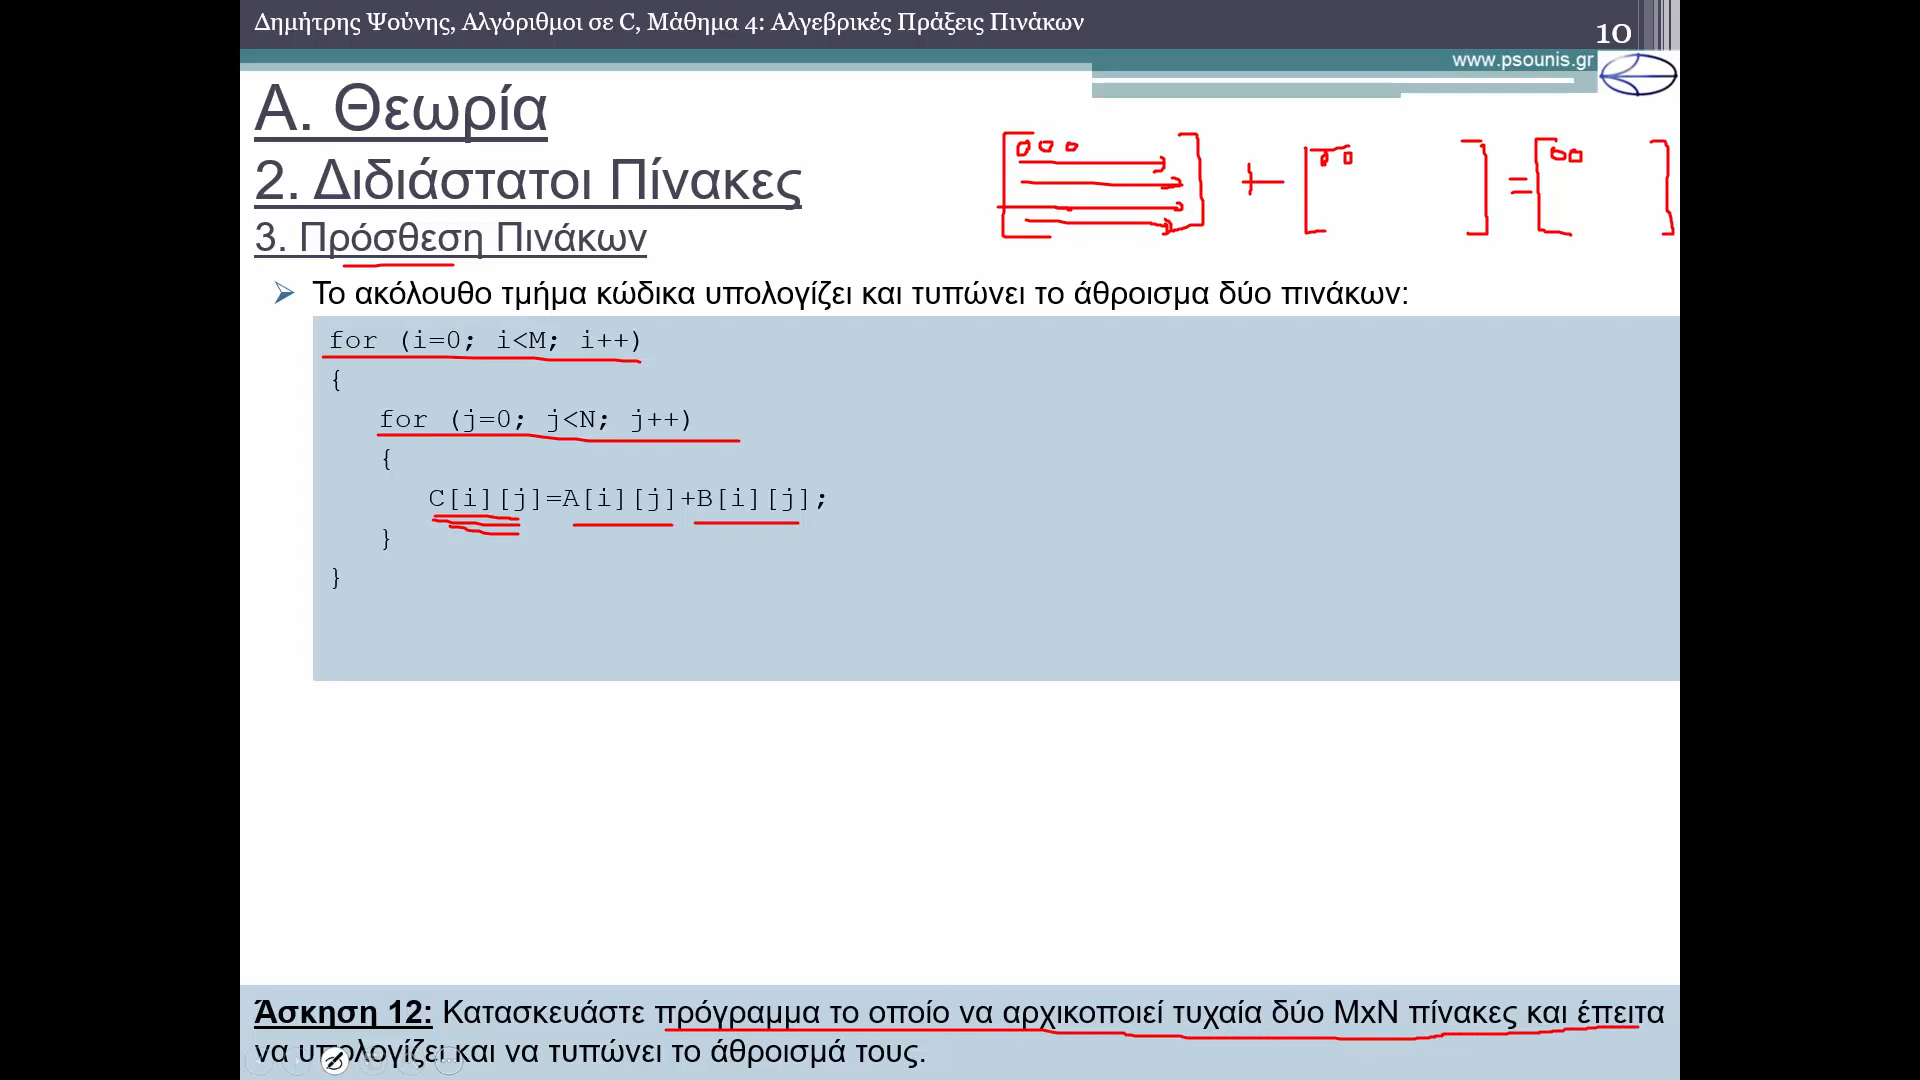 Δημήτρης Ψούνης, Αλγόριθμοι σε C, Μάθημα 4: Αλγεβρικές Πράξεις Πινάκων
10
www.psounis.gr
Α. Θεωρία
2. Διδιάστατοι Πίνακες
3. Πρόσθεση Πινάκων
Το ακόλουθο τμήμα κώδικα υπολογίζει και τυπώνει το άθροισμα δύο πινάκων:
for (i=0; i<M; i++)
{
for (j=0; j<N; j++)
{
C[i][j]=A[i][j]+B[i][j];
}
}
Άσκηση 12: Κατασκευάστε πρόγραμμα το οποίο να αρχικοποιεί τυχαία δύο ΜxN πίνακες και έπειτα
να υπολογίζει και να τυπώνει το άθροισμά τους.